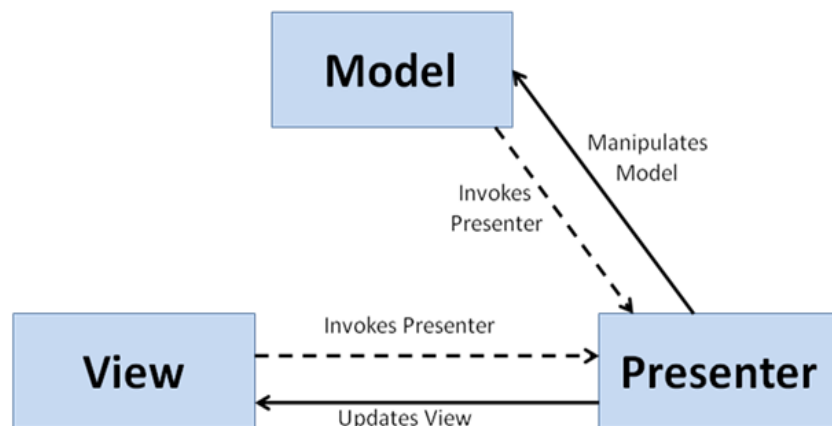 Model
Manipulates
Model
Invokes
Presenter
Invokes Presenter
View
Presenter
Updates View